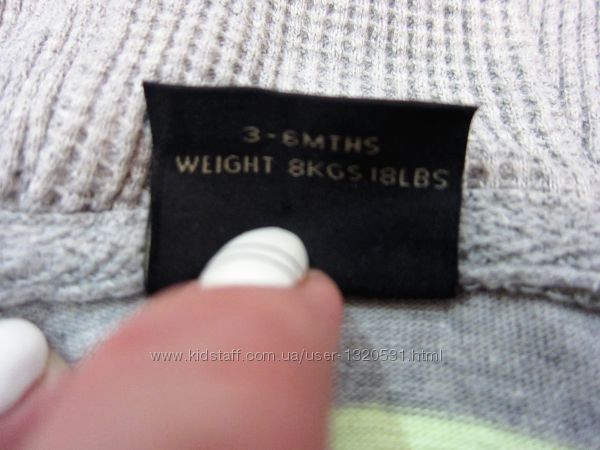 3-6MTHS
WEIGHT 8KGS 18LBS
www.kidstaff.com.ua/user-1320531.html